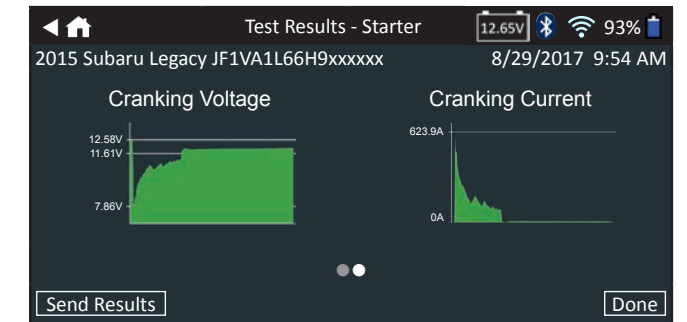 Test Results - Starter 12.65V 93%
2015 Subaru Legacy JF1VA1L66H9xxxxxx 8/29/2017 9:54 AM
Cranking Voltage Cranking Current
12.58V
11.61V
7.86V
623.9A
0A
Send Results Done